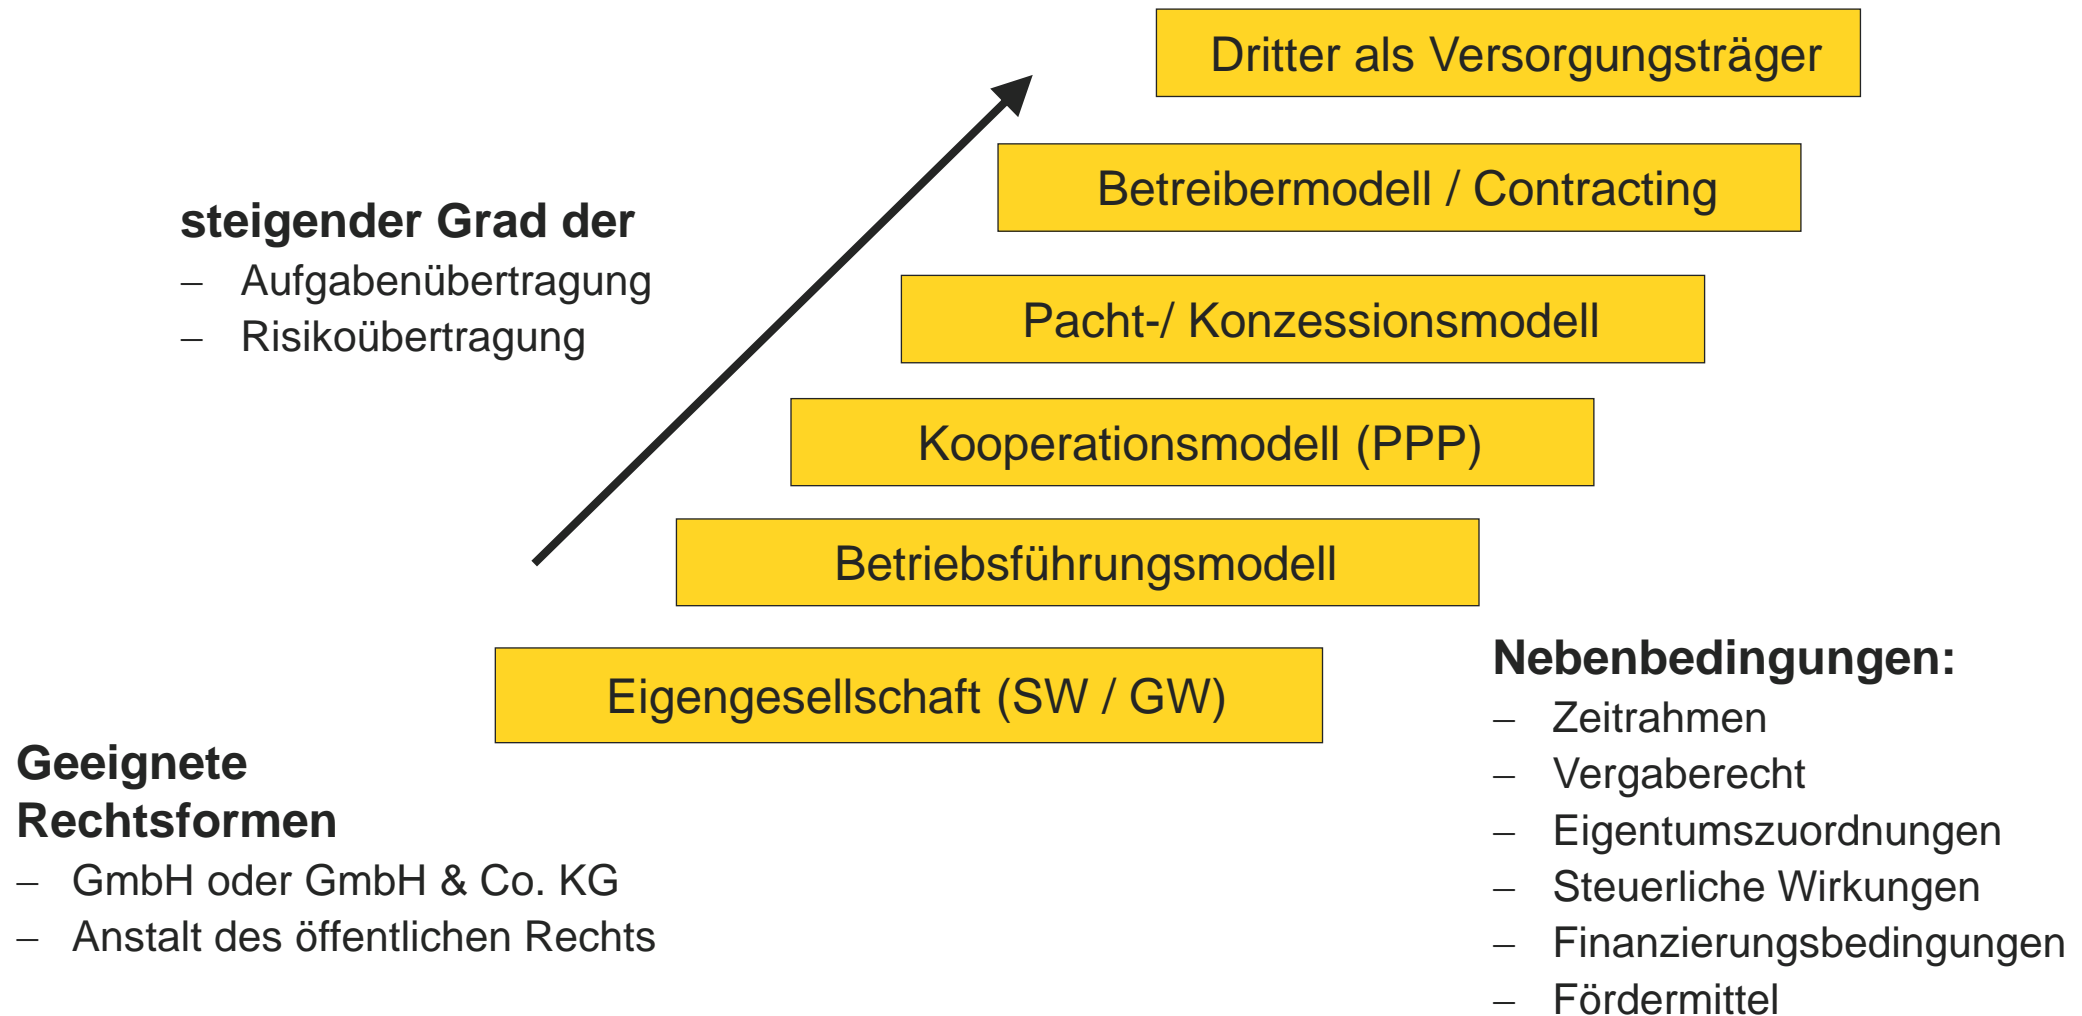 Dritter als Versorgungsträger
Betreibermodell / Contracting
steigender Grad der
– Aufgabenübertragung
– Risikoübertragung
Pacht-/ Konzessionsmodell
Kooperationsmodell (PPP)
Betriebsführungsmodell
Eigengesellschaft (SW / GW)
Geeignete
Rechtsformen
– GmbH oder GmbH & Co. KG
– Anstalt des öffentlichen Rechts
Nebenbedingungen:
– Zeitrahmen
– Vergaberecht
– Eigentumszuordnungen
– Steuerliche Wirkungen
– Finanzierungsbedingungen
– Fördermittel